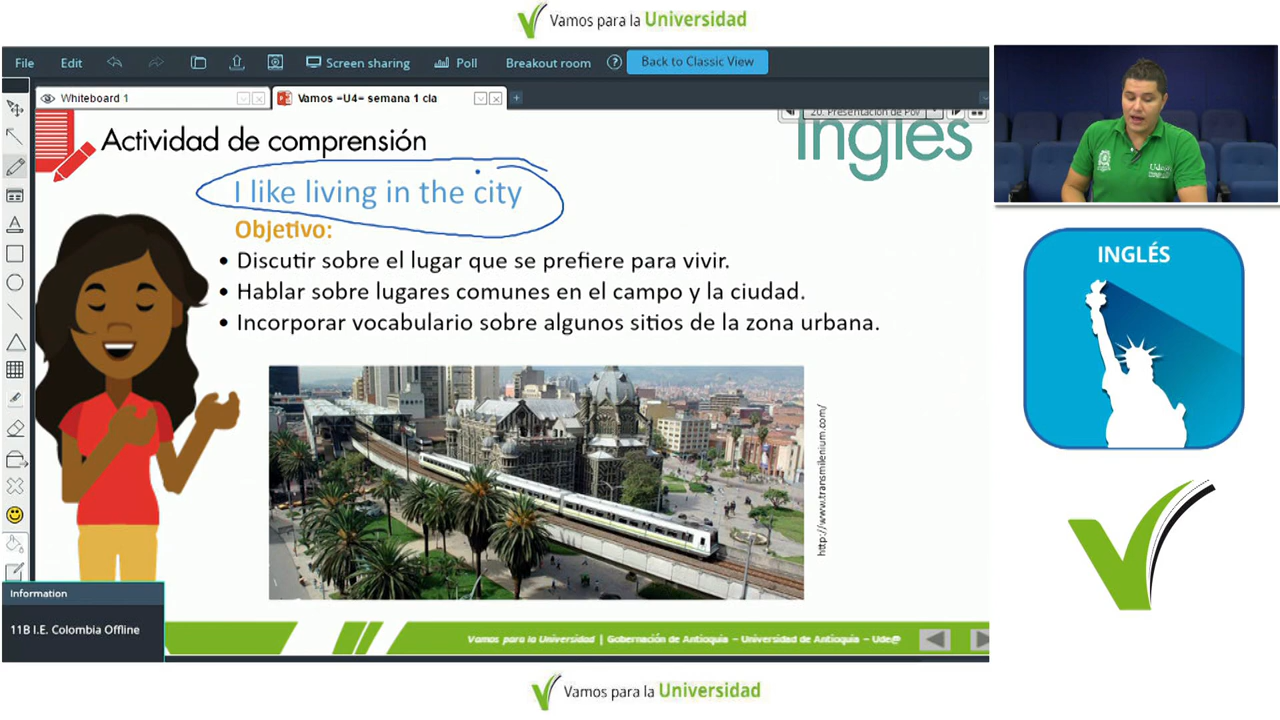 Vamos para la Universidad
File Edit Screen sharing Poll Breakout room ? Back to Classic View
Whiteboard 1
Vamos -U4- semana 1 cla
20. Presentación de Pov
Actividad de comprensión
Inglés
I like living in the city
Objetivo:
• Discutir sobre el lugar que se prefiere para vivir.
• Hablar sobre lugares comunes en el campo y la ciudad.
• Incorporar vocabulario sobre algunos sitios de la zona urbana.
http://www.transmilenium.com/
Information
11B I.E. Colombia Offline
Vamos para la Universidad | Gobernación de Antioquia – Universidad de Antioquia – Ude@
INGLÉS
Vamos para la Universidad